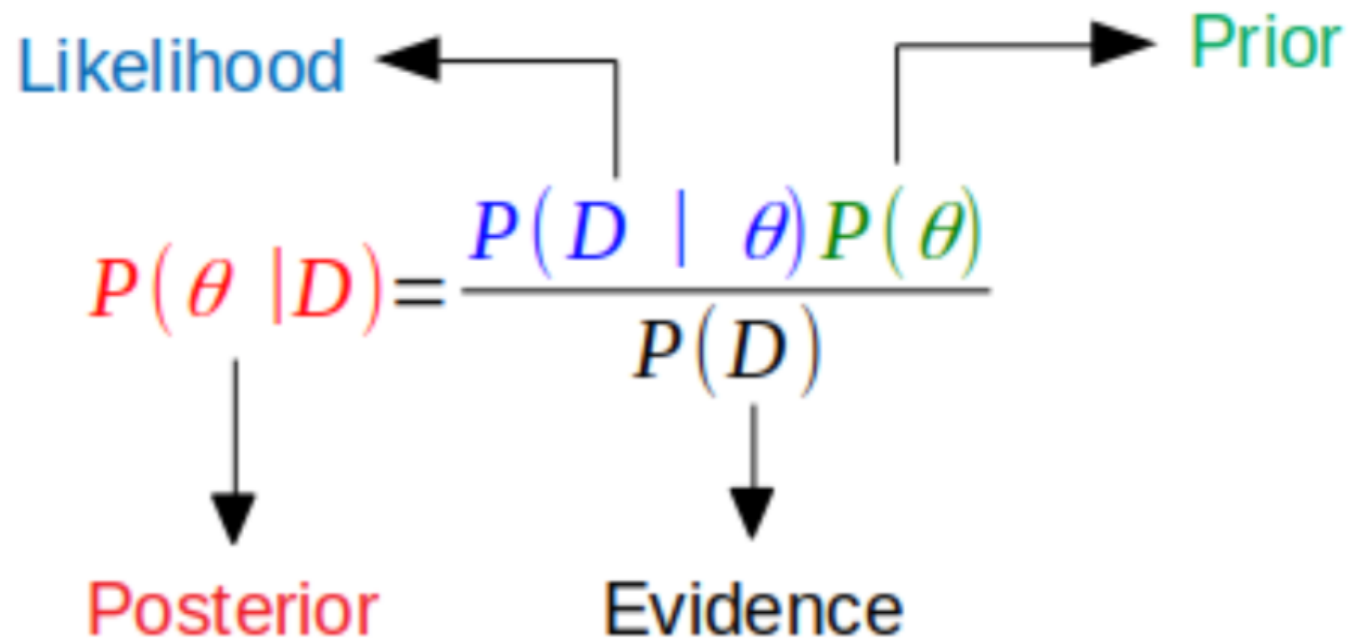 Likelihood
Prior
P(θ |D)=
P(D | θ)P(θ)
P(D)
Posterior
Evidence